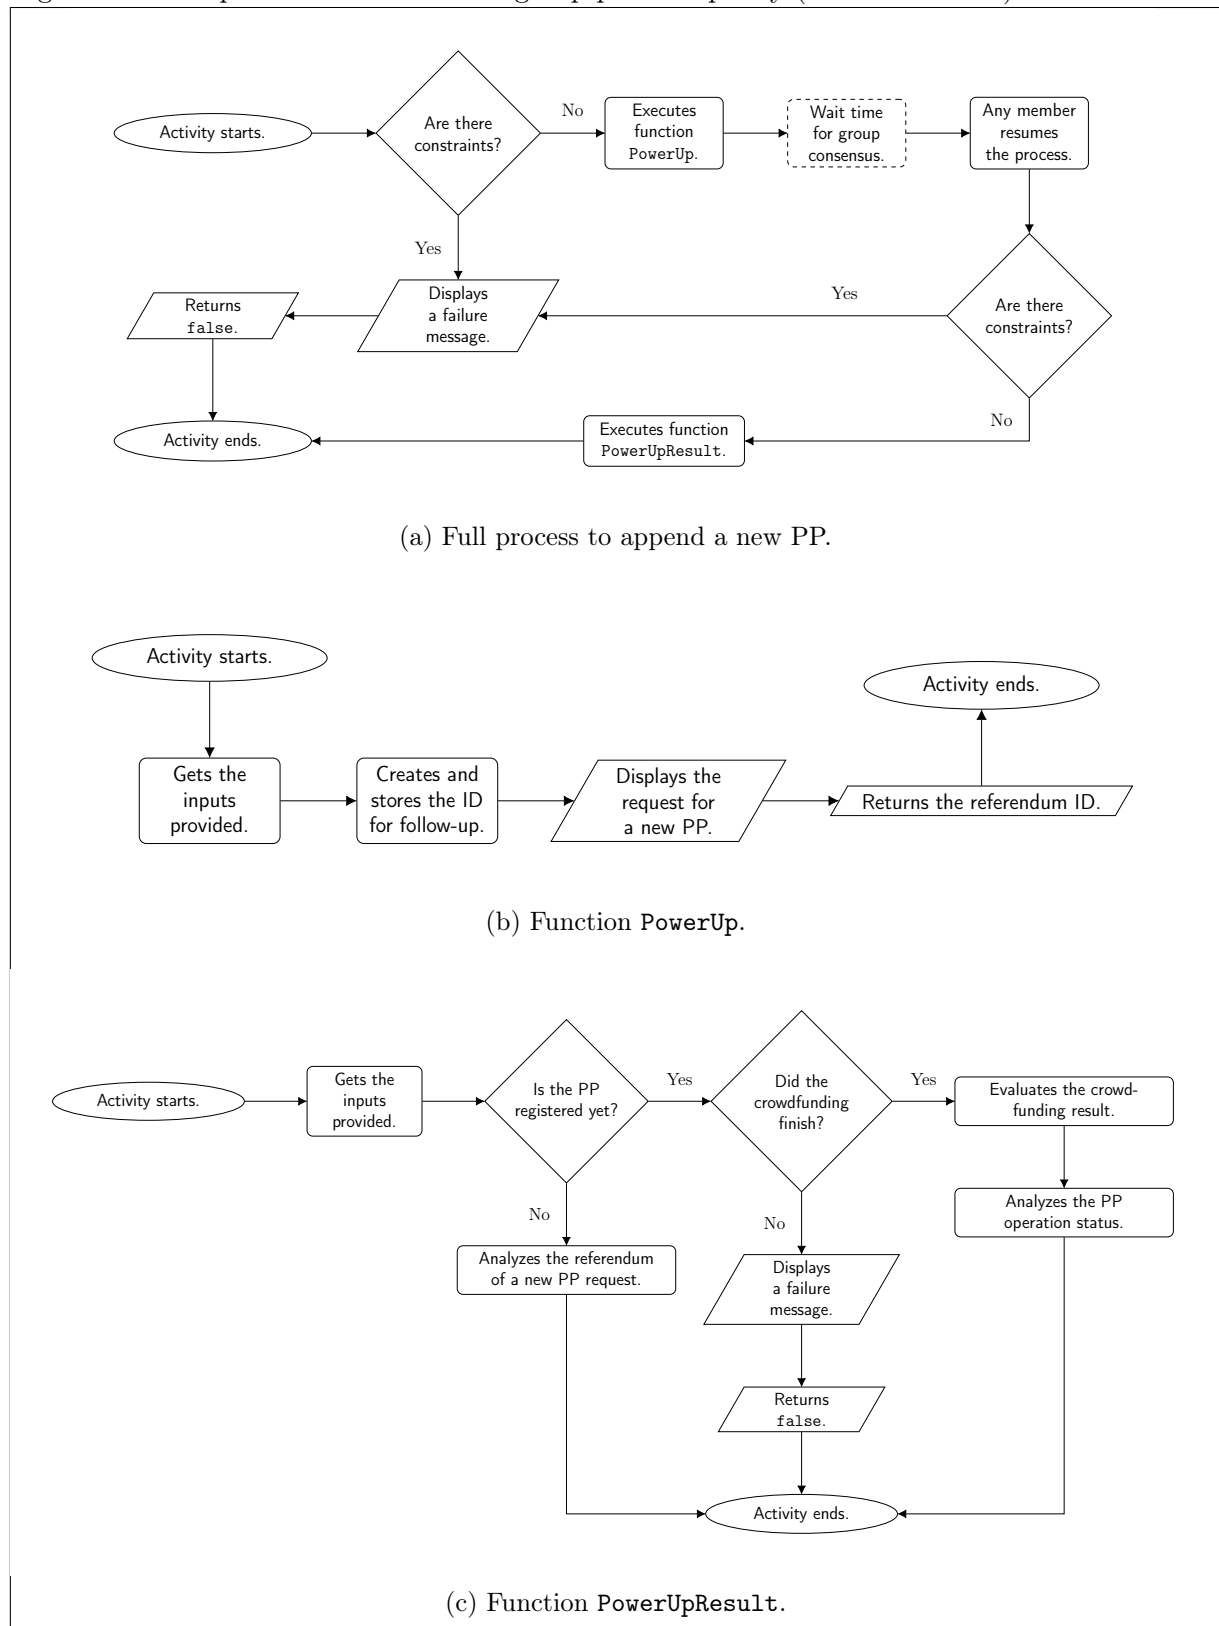 Activity starts.
Are there
constraints?
No
Executes
function
PowerUp.
Wait time
for group
consensus.
Any member
resumes
the process.
Yes
Returns
false.
Displays
a failure
message.
Yes
Are there
constraints?
No
Activity ends.
Executes function
PowerUpResult.
(a) Full process to append a new PP.
Activity starts.
Activity ends.
Gets the
inputs
provided.
Creates and
stores the ID
for follow-up.
Displays the
request for
a new PP.
Returns the referendum ID.
(b) Function PowerUp.
Activity starts.
Gets the
inputs
provided.
Is the PP
registered yet?
Yes
Did the
crowdfunding
finish?
Yes
Evaluates the crowd-
funding result.
No
Analyzes the referendum
of a new PP request.
No
Displays
a failure
message.
Analyzes the PP
operation status.
Returns
false.
Activity ends.
(c) Function PowerUpResult.